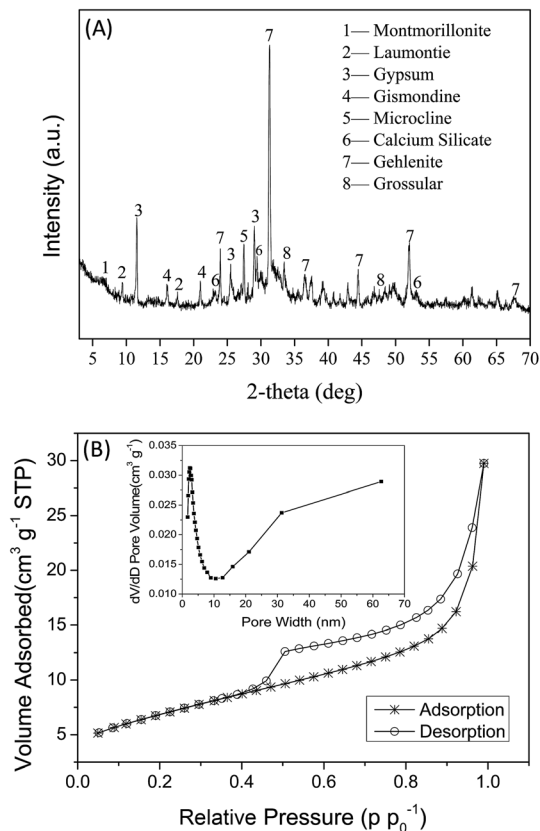 (A)
1— Montmorillonite
2— Laumontie
3— Gypsum
4— Gismondine
5— Microcline
6— Calcium Silicate
7— Gehlenite
8— Grossular
Intensity (a.u.)
7
3
1
2
4
2
4
6
7
3
5
3
6
8
7
7
8
7
6
7
5 10 15 20 25 30 35 40 45 50 55 60 65 70
2-theta (deg)
(B)
Volume Adsorbed(cm³ g⁻¹ STP)
30
25
20
15
10
5
dV/dD Pore Volume(cm³ g⁻¹)
0.035
0.030
0.025
0.020
0.015
0.010
0 10 20 30 40 50 60 70
Pore Width (nm)
Adsorption
Desorption
0.0 0.2 0.4 0.6 0.8 1.0
Relative Pressure (p p₀⁻¹)